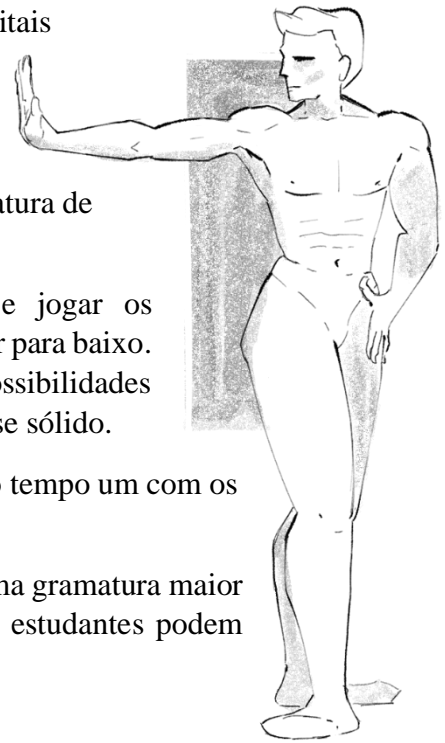 itais
atura de
e jogar os
r para baixo.
ossibilidades
se sólido.
o tempo um com os
na gramatura maior
estudantes podem